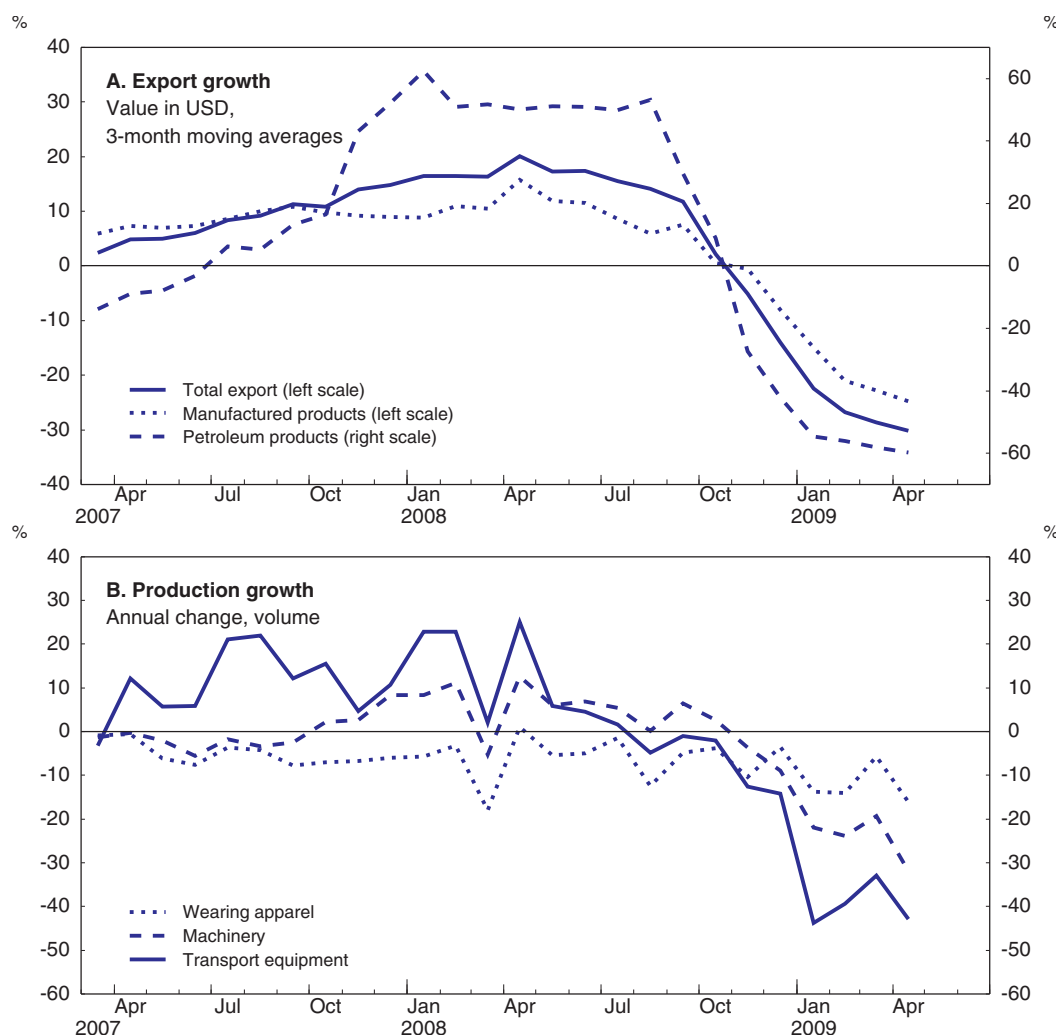 % %
A. Export growth
Value in USD,
3-month moving averages
40
30
20
10
0
-10
-20
-30
-40
60
40
20
0
-20
-40
-60
Total export (left scale)
Manufactured products (left scale)
Petroleum products (right scale)
Apr Jul Oct Jan Apr Jul Oct Jan Apr
2007 2008 2009
% %
B. Production growth
Annual change, volume
40 40
30 30
20 20
10 10
0 0
-10 -10
-20 -20
-30 -30
-40 -40
-50 -50
-60 -60
Wearing apparel
Machinery
Transport equipment
Apr Jul Oct Jan Apr Jul Oct Jan Apr
2007 2008 2009